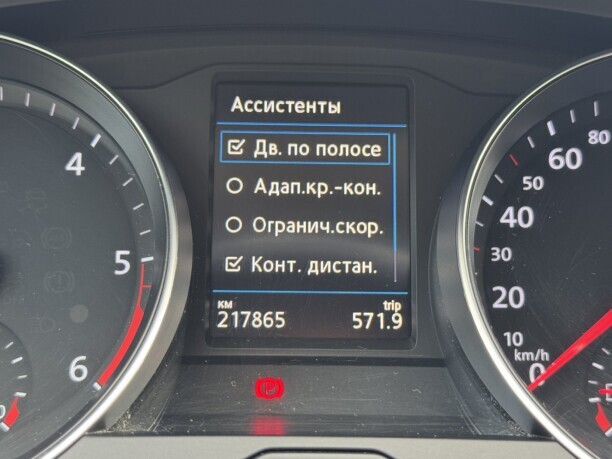 Ассистенты
Дв. по полосе
Адап.кр.-кон.
Огранич.скор.
Конт. дистан.
км
trip
217865
571.9
4
5
6
80
60
50
40
30
20
10
km/h
0